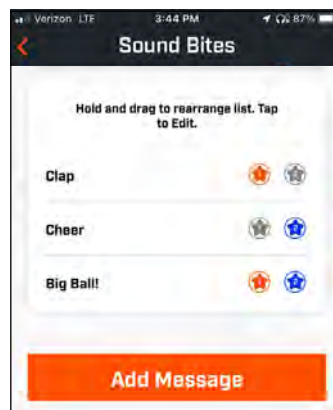 Verizon LTE 3:44 PM 87%
Sound Bites
Hold and drag to rearrange list. Tap
to Edit.
Clap
Cheer
Big Ball!
Add Message